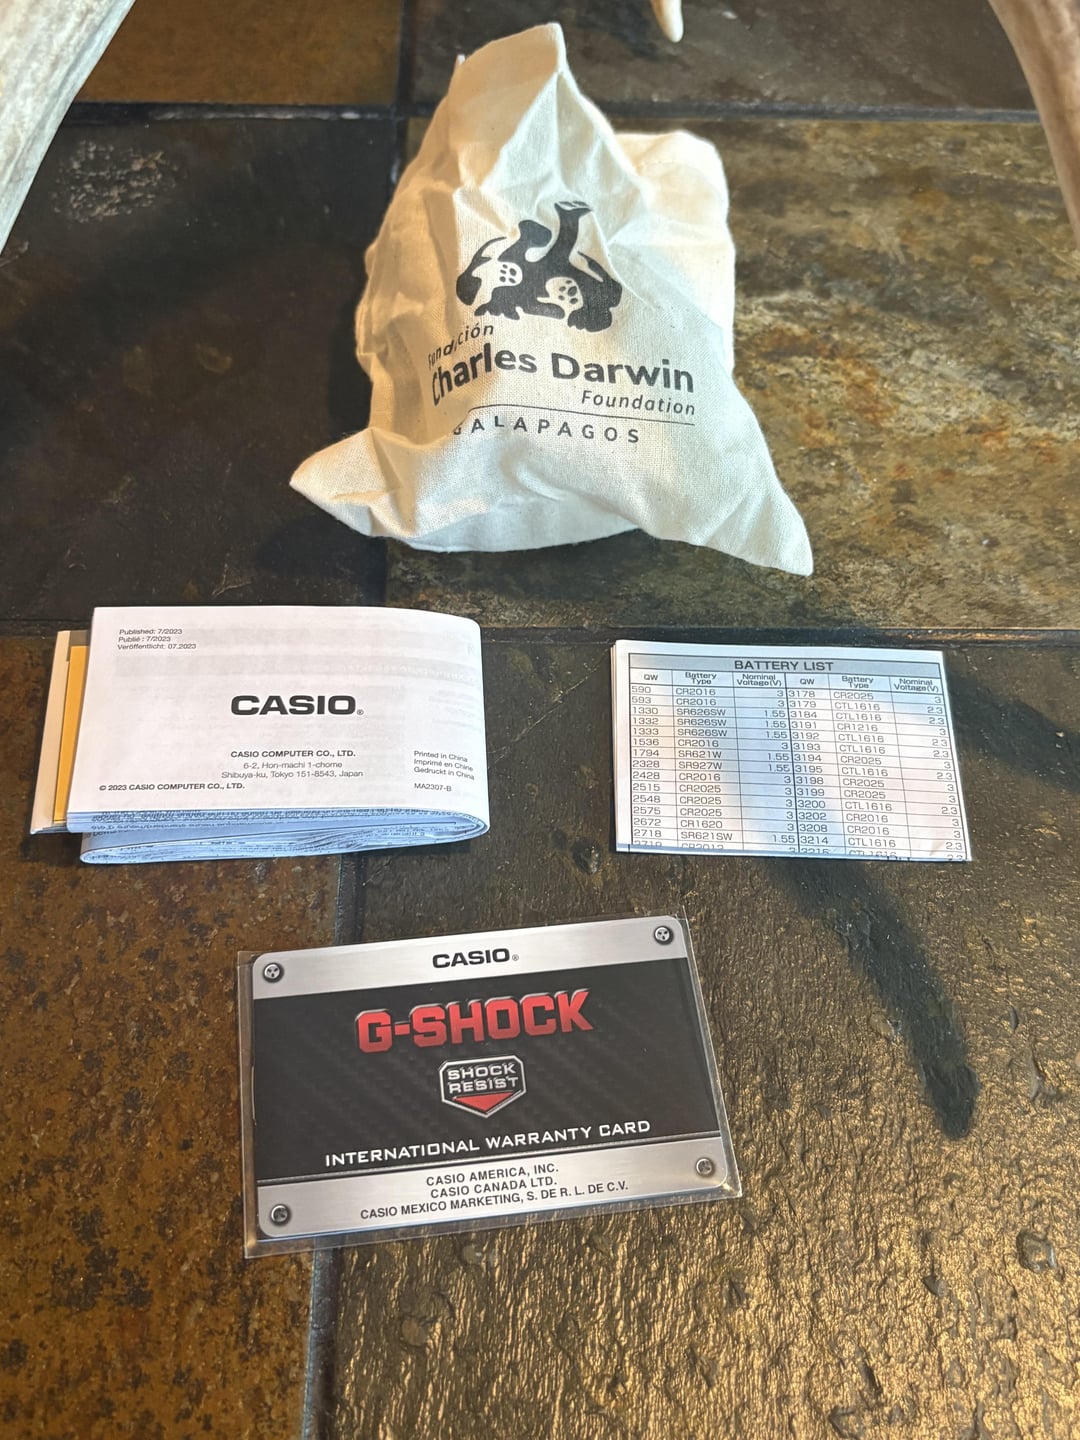 Fundación
Charles Darwin
Foundation
GALAPAGOS
Published: 7/2023
Publié : 7/2023
Veröffentlicht: 07.2023
CASIO®
CASIO COMPUTER CO., LTD.
6-2, Hon-machi 1-chome
Shibuya-ku, Tokyo 151-8543, Japan
© 2023 CASIO COMPUTER CO., LTD.
Printed in China
Imprimé en Chine
Gedruckt in China
MA2307-B
BATTERY LIST
QW Battery Type Nominal Voltage(V) QW Battery Type Nominal Voltage(V)
590 CR2016 3 3178 CR2025 3
593 CR2016 3 3179 CTL1616 2.3
1330 SR626SW 1.55 3184 CTL1616 2.3
1332 SR626SW 1.55 3191 CR1216 3
1333 SR626SW 1.55 3192 CTL1616 2.3
1536 CR2016 3 3193 CTL1616 2.3
1794 SR621W 1.55 3194 CR2025 3
2328 SR927W 1.55 3195 CTL1616 2.3
2428 CR2016 3 3198 CR2025 3
2515 CR2025 3 3199 CR2025 3
2548 CR2025 3 3200 CTL1616 2.3
2575 CR2025 3 3202 CR2016 3
2672 CR1620 3 3208 CR2016 3
2718 SR621SW 1.55 3214 CTL1616 2.3
2719 CR2012 3 3216 CTL1616 2.3
CASIO®
G-SHOCK
SHOCK
RESIST
INTERNATIONAL WARRANTY CARD
CASIO AMERICA, INC.
CASIO CANADA LTD.
CASIO MEXICO MARKETING, S. DE R. L. DE C.V.